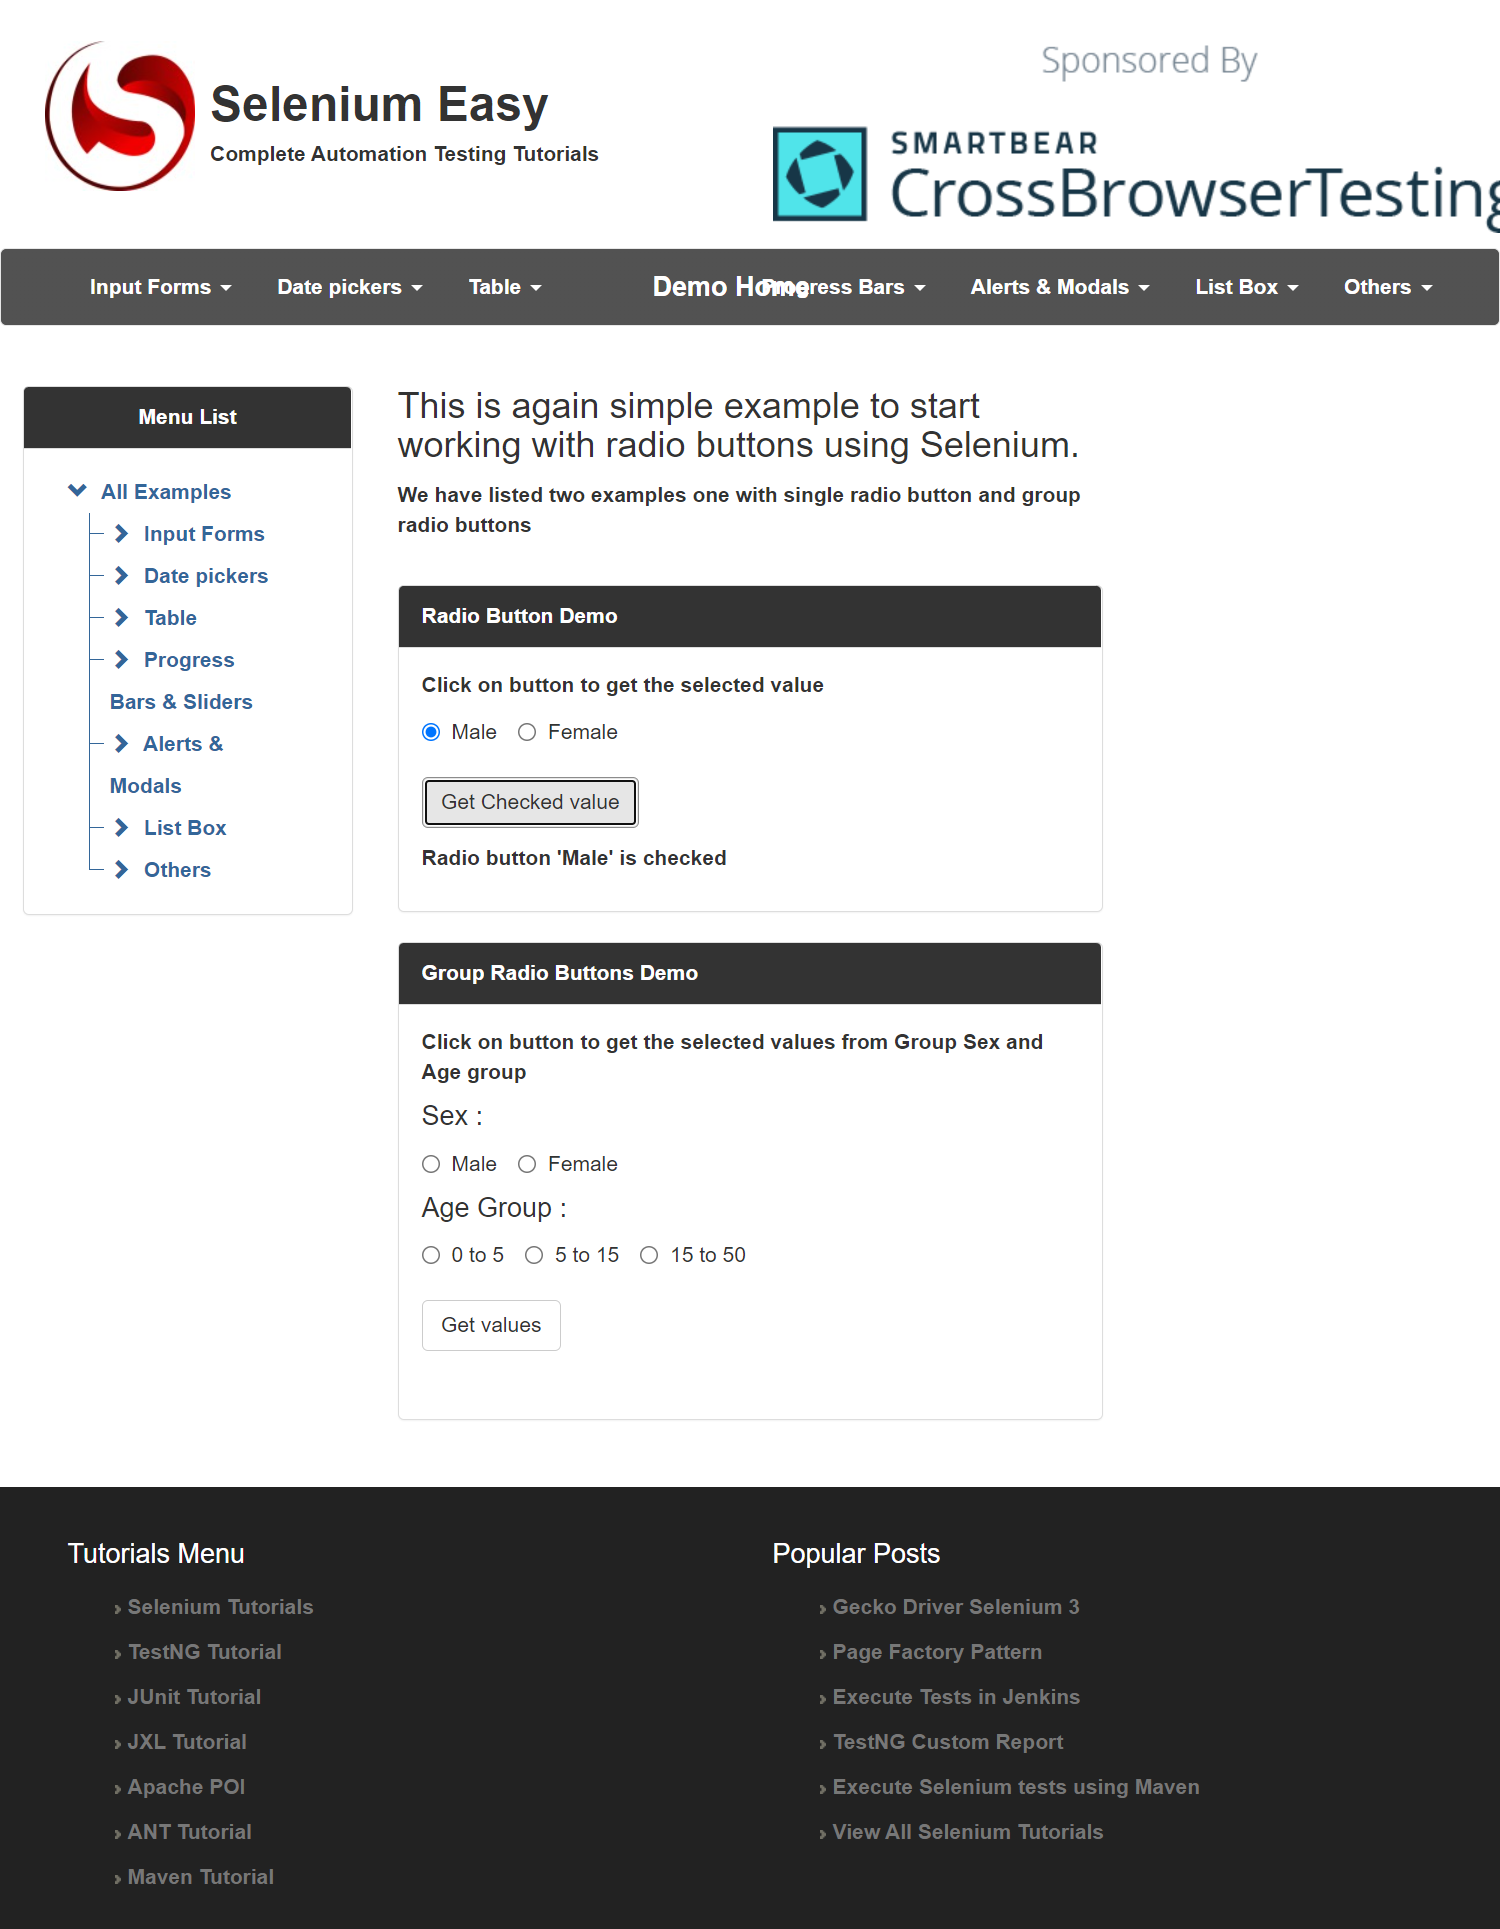 Selenium Easy
Complete Automation Testing Tutorials
Sponsored By
SMARTBEAR
CrossBrowserTesting
Input Forms
Date pickers
Table
Demo Home
Progress Bars
Alerts & Modals
List Box
Others
Menu List
All Examples
Input Forms
Date pickers
Table
Progress
Bars & Sliders
Alerts &
Modals
List Box
Others
This is again simple example to start
working with radio buttons using Selenium.
We have listed two examples one with single radio button and group
radio buttons
Radio Button Demo
Click on button to get the selected value
Male Female
Get Checked value
Radio button 'Male' is checked
Group Radio Buttons Demo
Click on button to get the selected values from Group Sex and
Age group
Sex :
Male Female
Age Group :
0 to 5 5 to 15 15 to 50
Get values
Tutorials Menu
Selenium Tutorials
TestNG Tutorial
JUnit Tutorial
JXL Tutorial
Apache POI
ANT Tutorial
Maven Tutorial
Popular Posts
Gecko Driver Selenium 3
Page Factory Pattern
Execute Tests in Jenkins
TestNG Custom Report
Execute Selenium tests using Maven
View All Selenium Tutorials